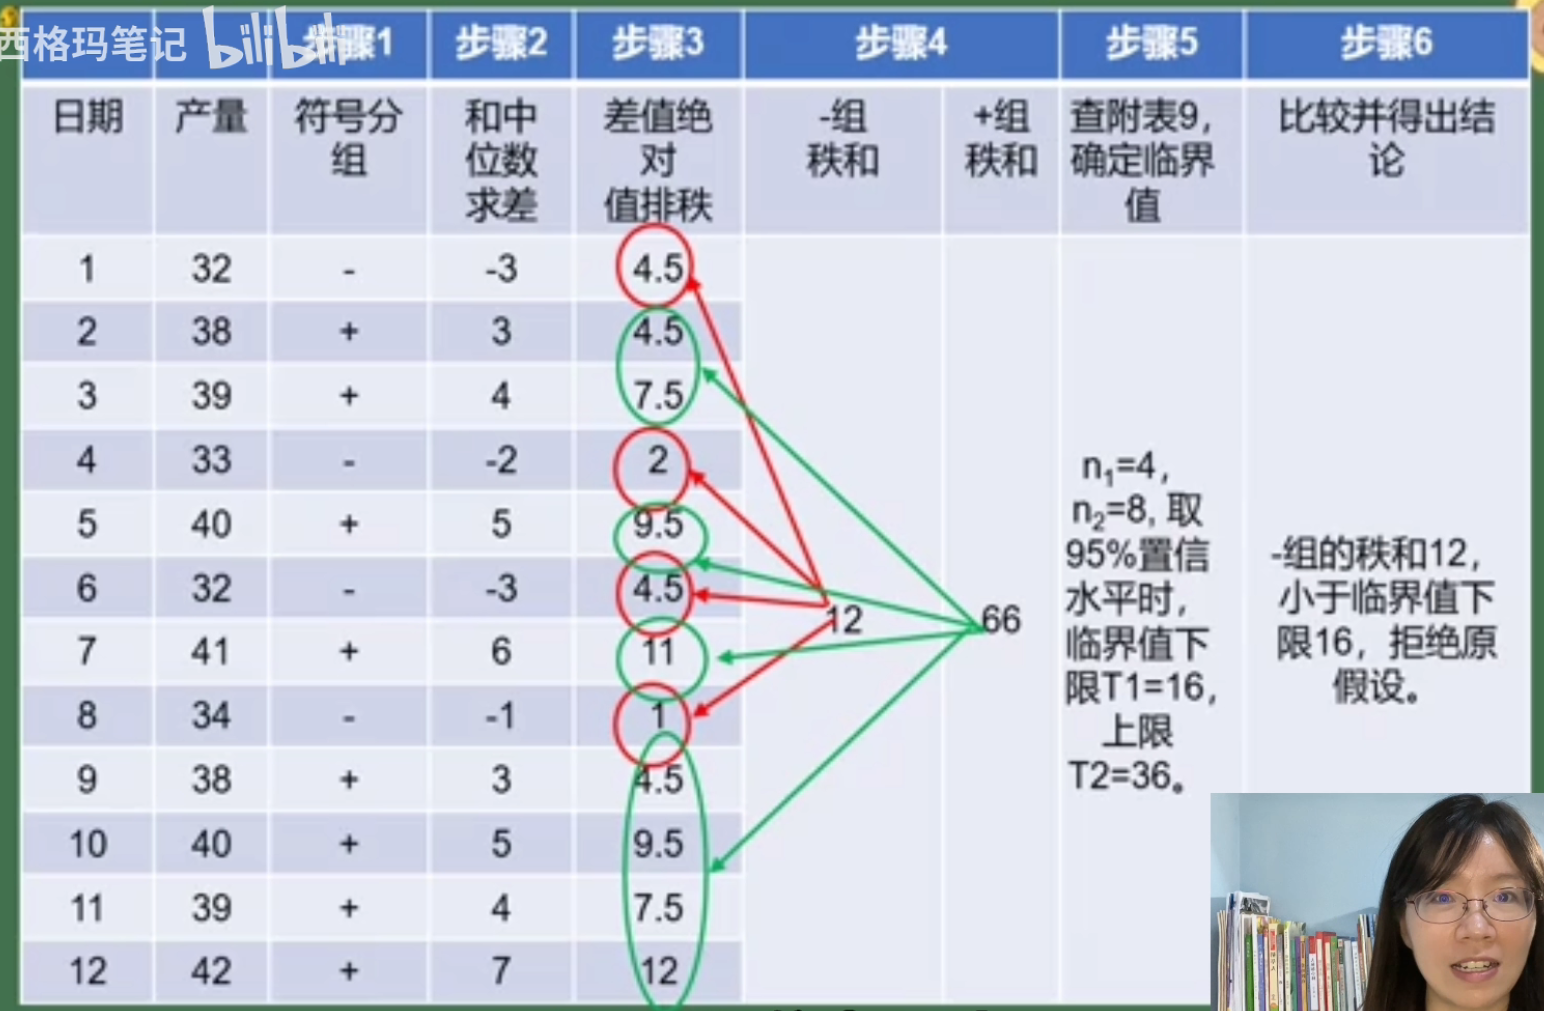 西格玛笔记 bilibili
步骤1 步骤2 步骤3 步骤4 步骤5 步骤6
日期 产量 符号分组 和中位数求差 差值绝对值排秩 -组秩和 +组秩和 查附表9,确定临界值 比较并得出结论
1 32 - -3 4.5
2 38 + 3 4.5
3 39 + 4 7.5
4 33 - -2 2
5 40 + 5 9.5
6 32 - -3 4.5
7 41 + 6 11
8 34 - -1 1
9 38 + 3 4.5
10 40 + 5 9.5
11 39 + 4 7.5
12 42 + 7 12
12
66
n₁=4,
n₂=8, 取
95%置信
水平时,
临界值下
限T1=16,
上限
T2=36。
-组的秩和12,
小于临界值下
限16，拒绝原
假设。